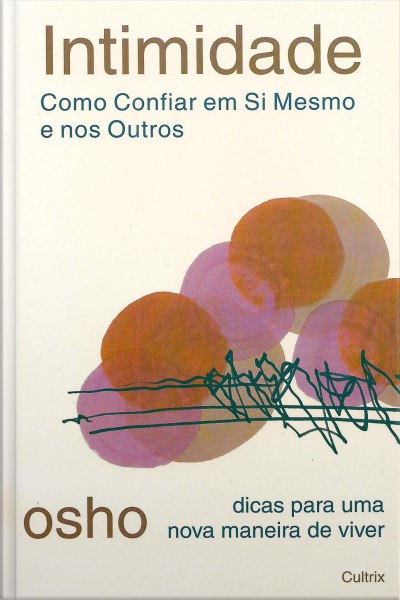 Intimidade
Como Confiar em Si Mesmo
e nos Outros
osho
dicas para uma
nova maneira de viver
Cultrix